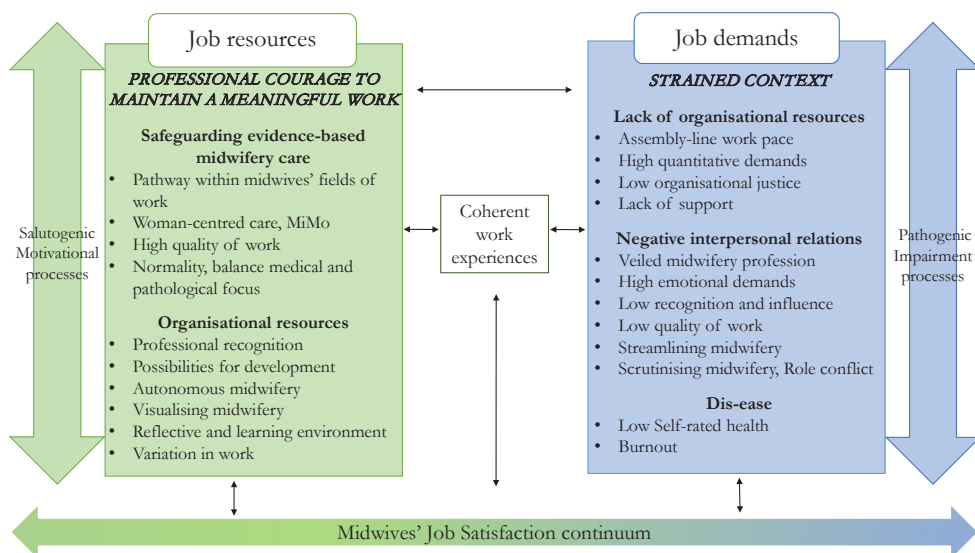 Job resources
PROFESSIONAL COURAGE TO
MAINTAIN A MEANINGFUL WORK
Safeguarding evidence-based
midwifery care
• Pathway within midwives' fields of
work
• Woman-centred care, MiMo
• High quality of work
• Normality, balance medical and
pathological focus
Organisational resources
• Professional recognition
• Possibilities for development
• Autonomous midwifery
• Visualising midwifery
• Reflective and learning environment
• Variation in work
Salutogenic
Motivational
processes
Coherent
work
experiences
Job demands
STRAINED CONTEXT
Lack of organisational resources
• Assembly-line work pace
• High quantitative demands
• Low organisational justice
• Lack of support
Negative interpersonal relations
• Veiled midwifery profession
• High emotional demands
• Low recognition and influence
• Low quality of work
• Streamlining midwifery
• Scrutinising midwifery, Role conflict
Dis-ease
• Low Self-rated health
• Burnout
Pathogenic
Impairment
processes
Midwives' Job Satisfaction continuum